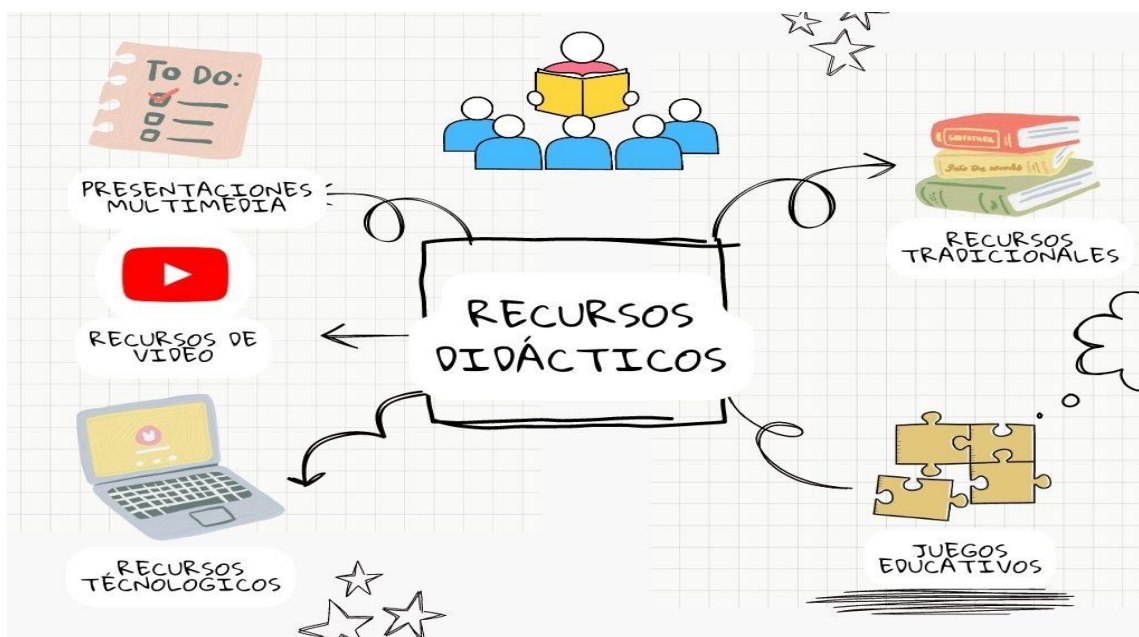 To Do:
PRESENTACIONES
MULTIMEDIA
RECURSOS DE
VIDEO
RECURSOS
TÉCNOLOGICOS
RECURSOS
DIDÁCTICOS
RECURSOS
TRADICIONALES
JUEGOS
EDUCATIVOS